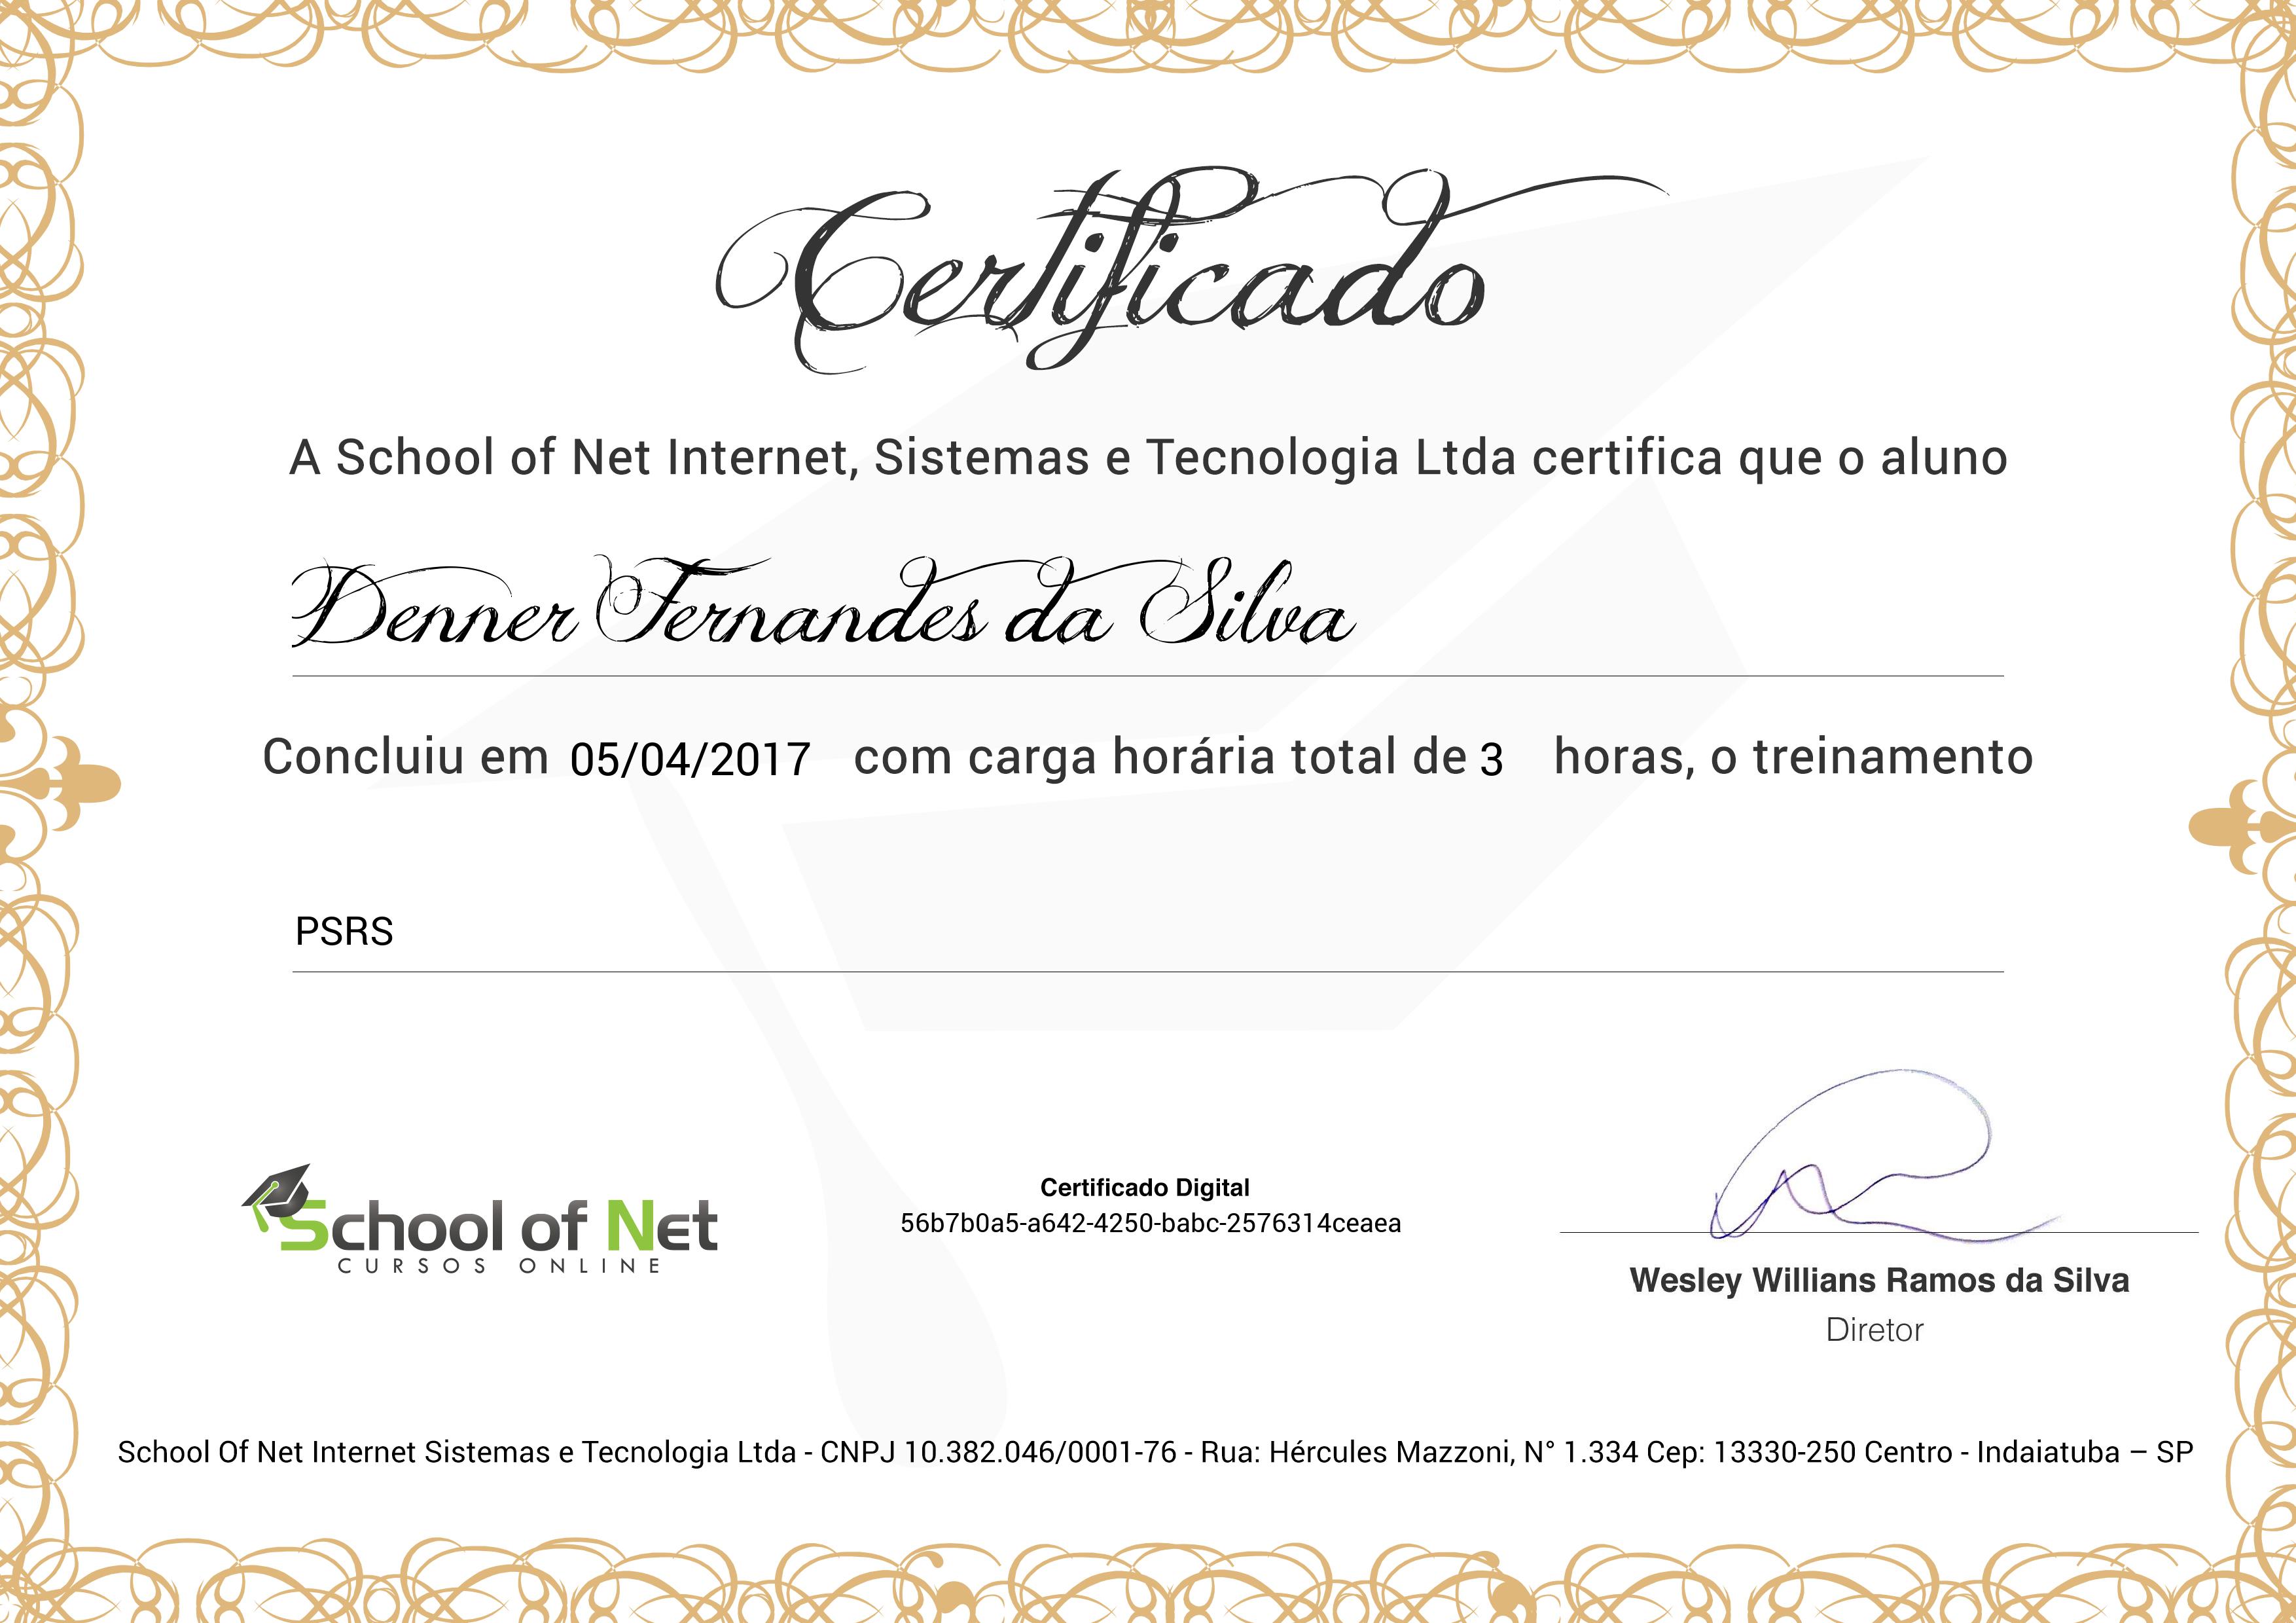 Certificado
A School of Net Internet, Sistemas e Tecnologia Ltda certifica que o aluno
Denner Fernandes da Silva
Concluiu em 05/04/2017 com carga horária total de 3 horas, o treinamento
PSRS
School of Net
CURSOS ONLINE
Certificado Digital
56b7b0a5-a642-4250-babc-2576314ceaea
Wesley Willians Ramos da Silva
Diretor
School Of Net Internet Sistemas e Tecnologia Ltda - CNPJ 10.382.046/0001-76 - Rua: Hércules Mazzoni, N° 1.334 Cep: 13330-250 Centro - Indaiatuba – SP